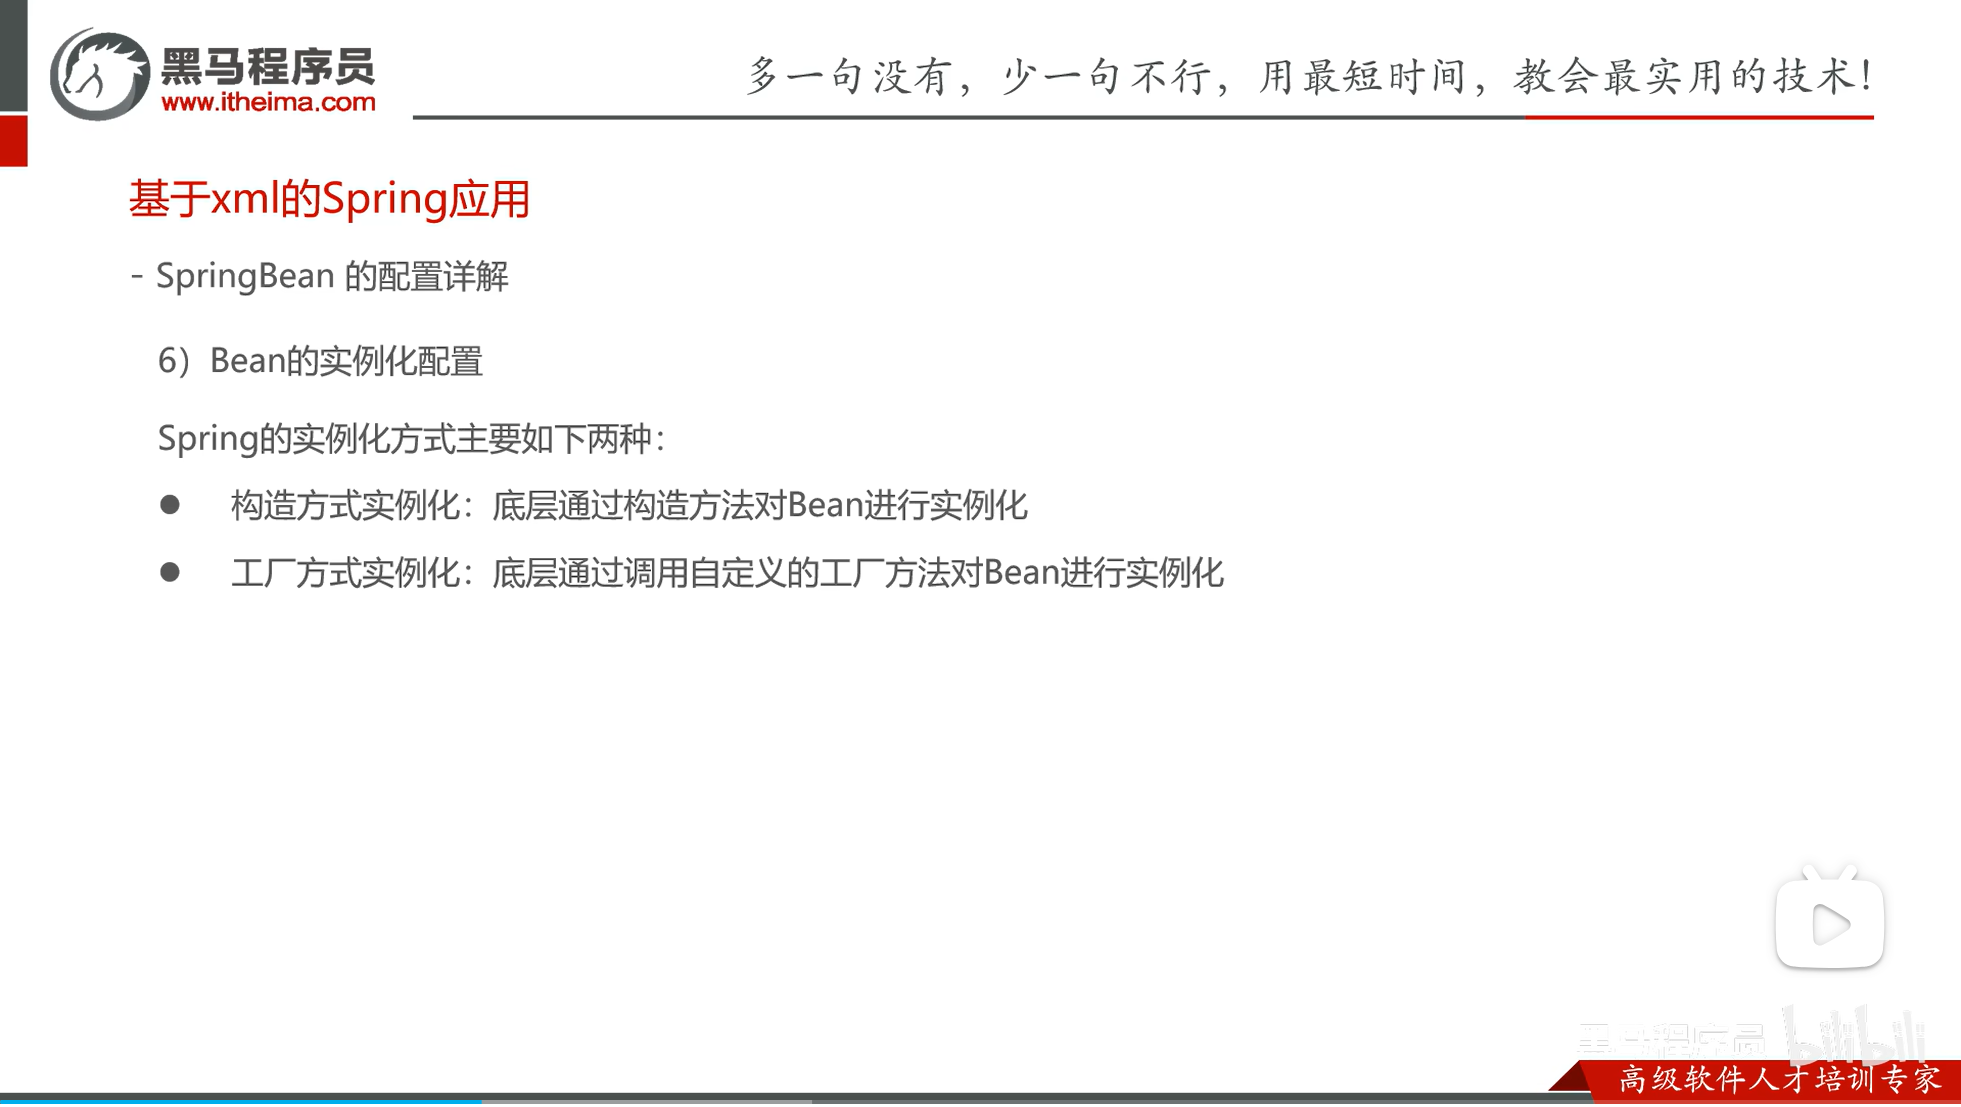 黑马程序员
www.itheima.com
多一句没有，少一句不行，用最短时间，教会最实用的技术！
基于xml的Spring应用
- SpringBean 的配置详解
6）Bean的实例化配置
Spring的实例化方式主要如下两种：
● 构造方式实例化：底层通过构造方法对Bean进行实例化
● 工厂方式实例化：底层通过调用自定义的工厂方法对Bean进行实例化
黑马程序员 bilibili
高级软件人才培训专家